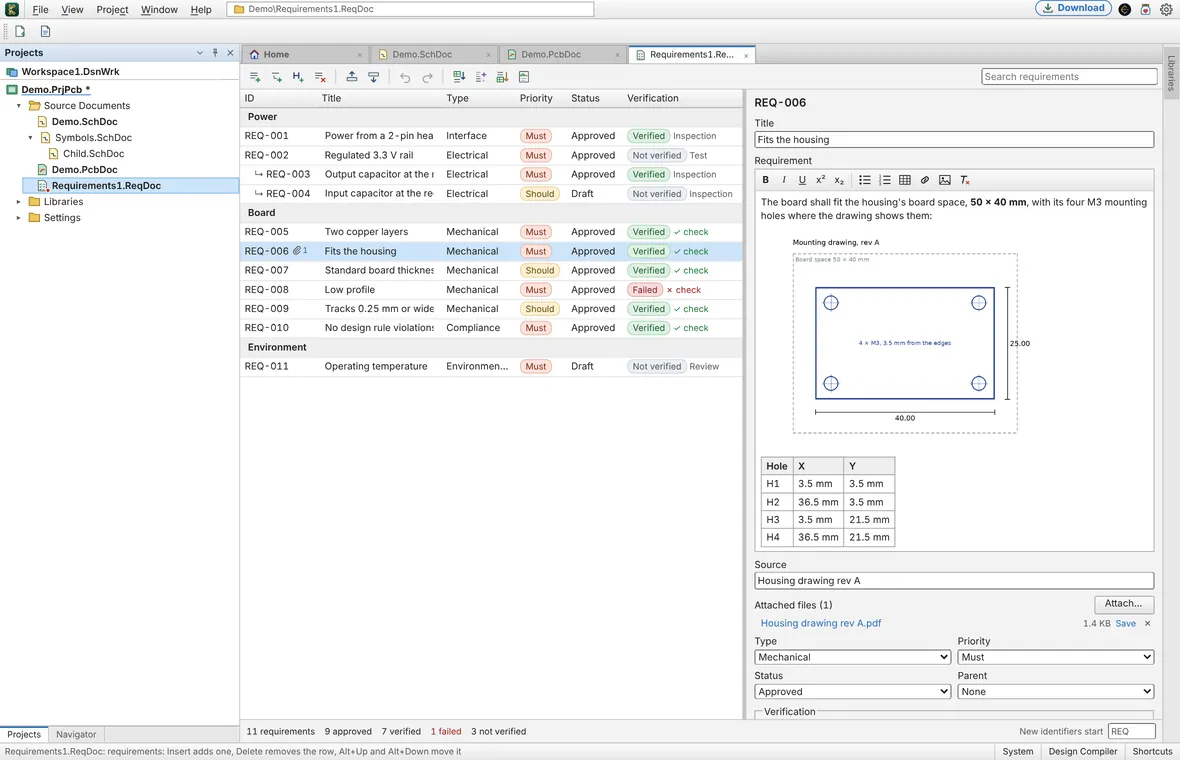 File View Project Window Help Demo\Requirements1.ReqDoc Download
Projects
Workspace1.DsnWrk
Demo.PrjPcb *
Source Documents
Demo.SchDoc
Symbols.SchDoc
Child.SchDoc
Demo.PcbDoc
Requirements1.ReqDoc
Libraries
Settings
Home Demo.SchDoc Demo.PcbDoc Requirements1.Re...
Search requirements
ID Title Type Priority Status Verification
Power
REQ-001 Power from a 2-pin hea Interface Must Approved Verified Inspection
REQ-002 Regulated 3.3 V rail Electrical Must Approved Not verified Test
REQ-003 Output capacitor at the r Electrical Must Approved Verified Inspection
REQ-004 Input capacitor at the re Electrical Should Draft Not verified Inspection
Board
REQ-005 Two copper layers Mechanical Must Approved Verified ✓ check
REQ-006 1 Fits the housing Mechanical Must Approved Verified ✓ check
REQ-007 Standard board thicknes Mechanical Should Approved Verified ✓ check
REQ-008 Low profile Mechanical Must Approved Failed × check
REQ-009 Tracks 0.25 mm or wide Mechanical Should Approved Verified ✓ check
REQ-010 No design rule violations Compliance Must Approved Verified ✓ check
Environment
REQ-011 Operating temperature Environmen... Must Draft Not verified Review
REQ-006
Title
Fits the housing
Requirement
B I U x² x₂
The board shall fit the housing's board space, 50 × 40 mm, with its four M3 mounting
holes where the drawing shows them:
Mounting drawing, rev A
Board space 50 × 40 mm
4 × M3, 3.5 mm from the edges
25.00
40.00
Hole X Y
H1 3.5 mm 3.5 mm
H2 36.5 mm 3.5 mm
H3 3.5 mm 21.5 mm
H4 36.5 mm 21.5 mm
Source
Housing drawing rev A
Attached files (1) Attach...
Housing drawing rev A.pdf 1.4 KB Save ×
Type Priority
Mechanical Must
Status Parent
Approved None
Verification
Libraries
Projects Navigator
11 requirements 9 approved 7 verified 1 failed 3 not verified New identifiers start REQ
Requirements1.ReqDoc: requirements: Insert adds one, Delete removes the row, Alt+Up and Alt+Down move it System Design Compiler Shortcuts